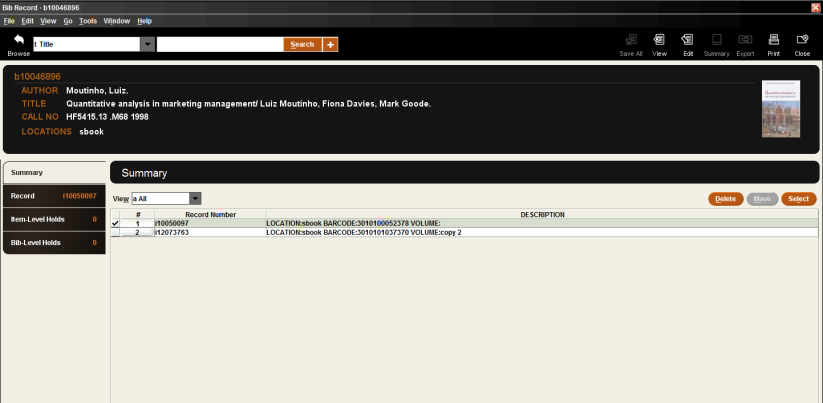 Bib Record - b10046896
File Edit View Go Tools Window Help
Browse t Title Search + Save All View Edit Summary Export Print Close
b10046896
AUTHOR Moutinho, Luiz.
TITLE Quantitative analysis in marketing management/ Luiz Moutinho, Fiona Davies, Mark Goode.
CALL NO HF5415.13 .M68 1998
LOCATIONS sbook
Summary
Record i10050097
Item-Level Holds 0
Bib-Level Holds 0
Summary
View a All Delete Move Select
# Record Number DESCRIPTION
1 i10050097 LOCATION:sbook BARCODE:3010100052378 VOLUME:
2 i12073763 LOCATION:sbook BARCODE:3010101037370 VOLUME:copy 2